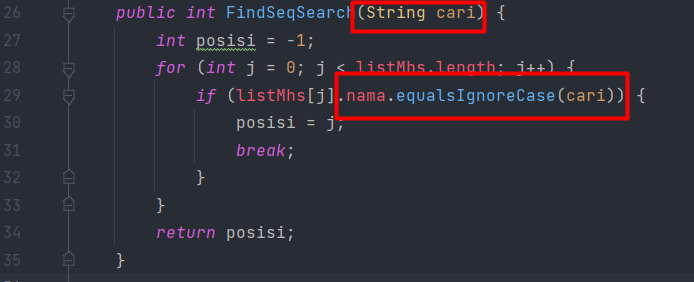 26 public int FindSeqSearch(String cari) {
27 int posisi = -1;
28 for (int j = 0; j < listMhs.length; j++) {
29 if (listMhs[j].nama.equalsIgnoreCase(cari)) {
30 posisi = j;
31 break;
32 }
33 }
34 return posisi;
35 }